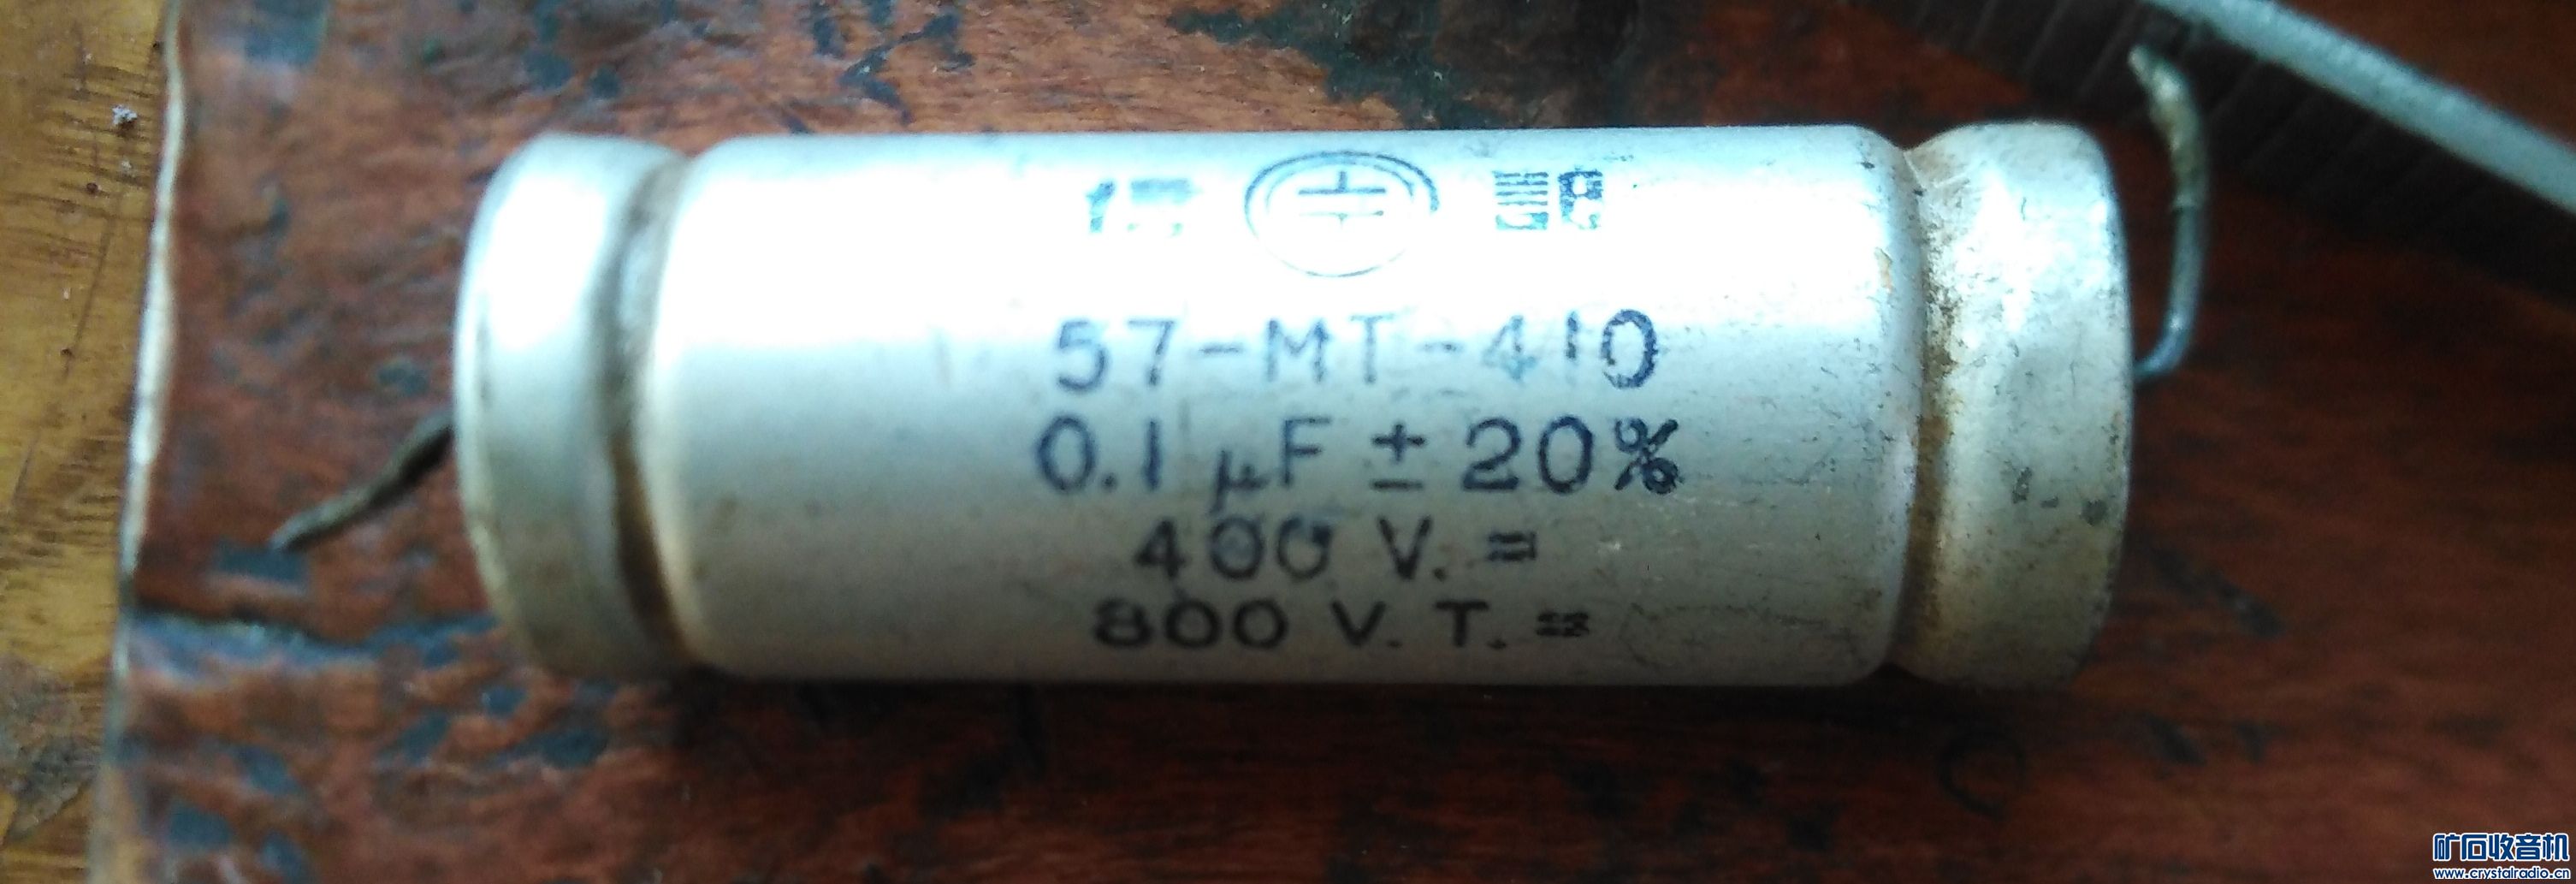 57-MT-410
0.1 μF ± 20%
400 V. =
800 V. T. =
矿石收音机
www.crystalradio.cn